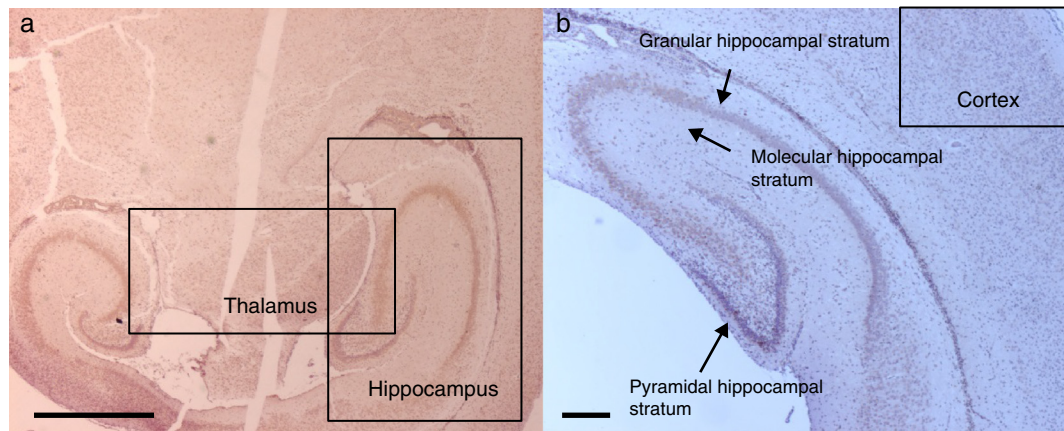 a
Thalamus
Hippocampus
b
Granular hippocampal stratum
Cortex
Molecular hippocampal
stratum
Pyramidal hippocampal
stratum